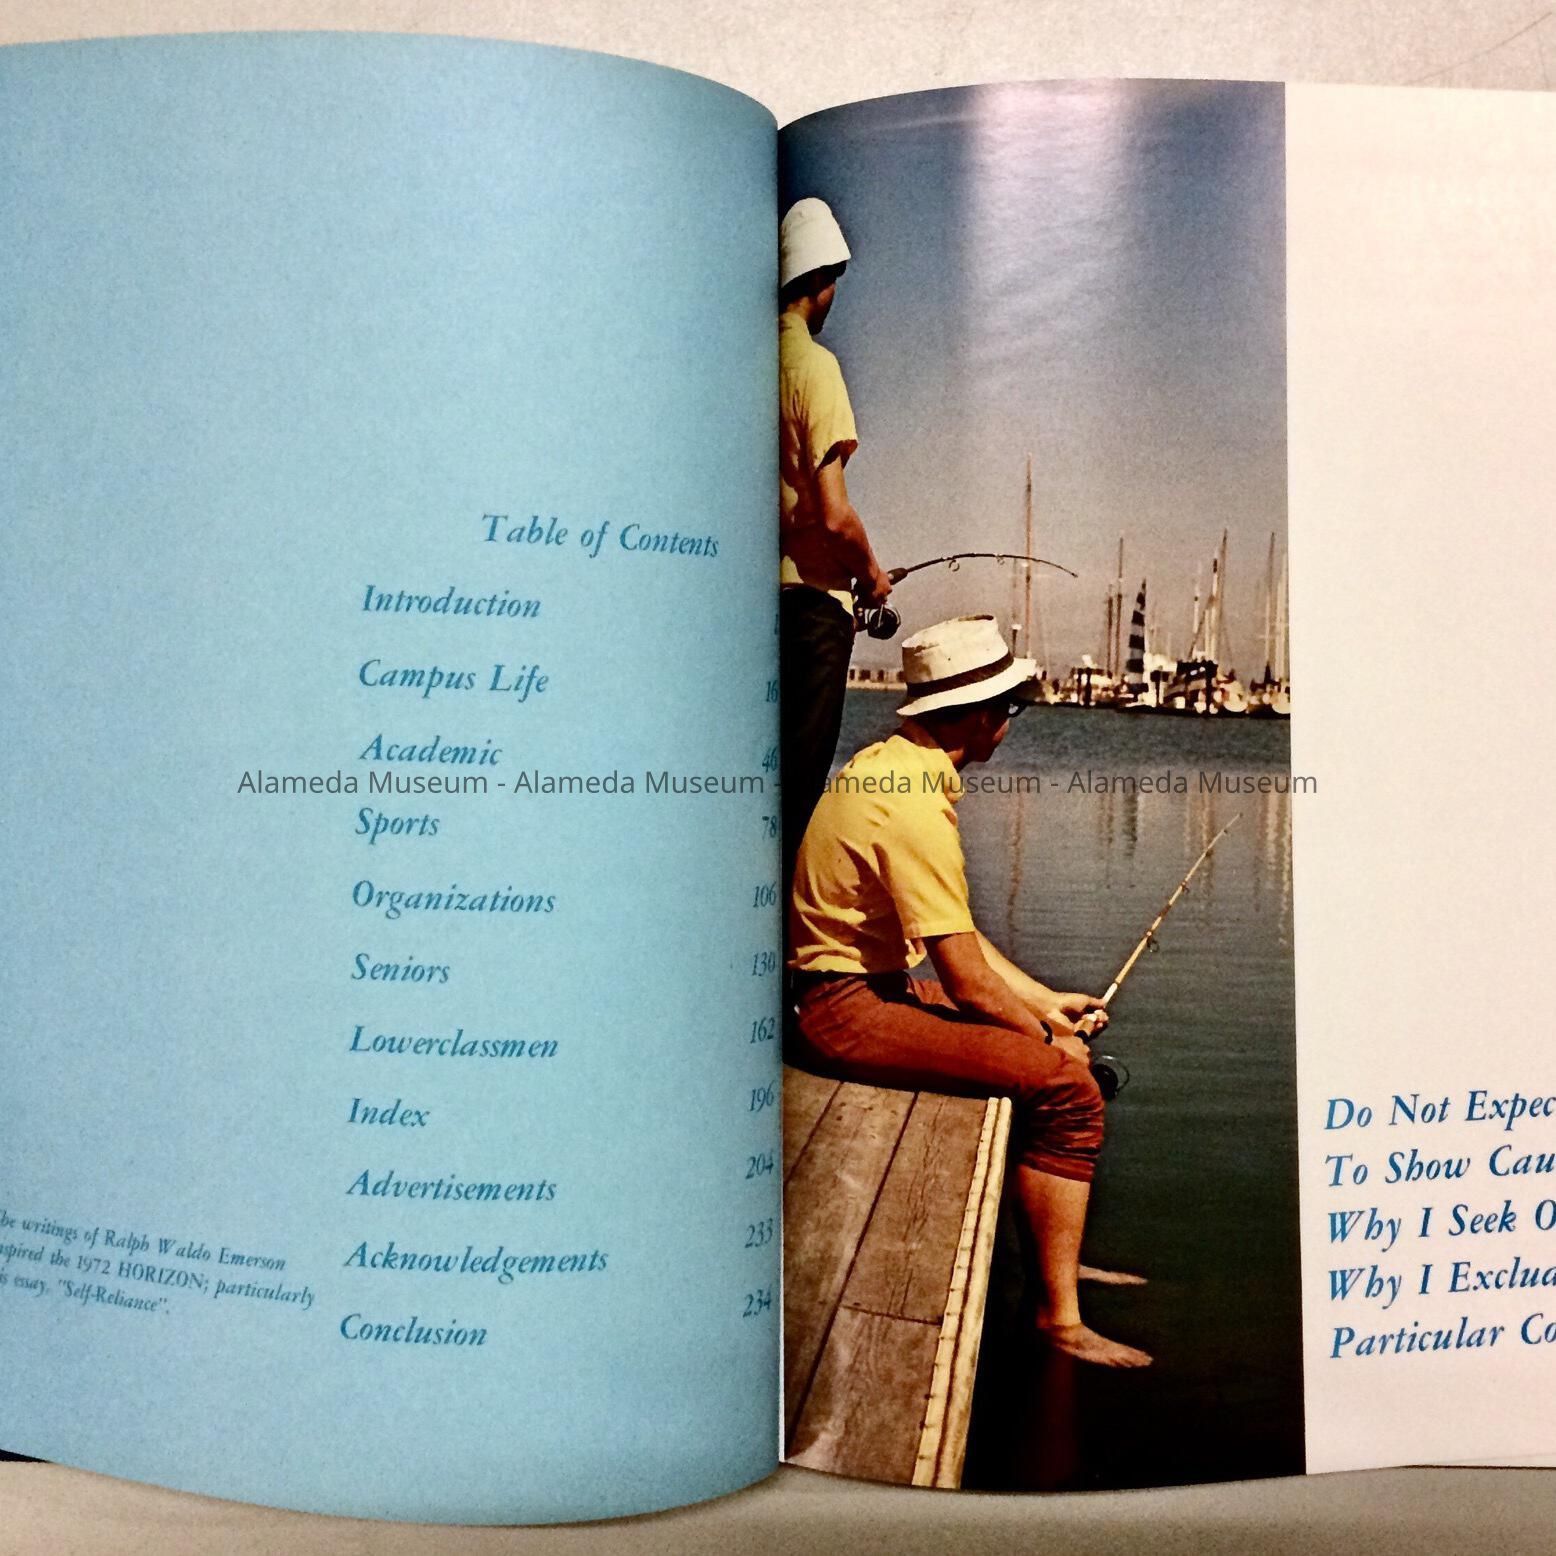 Table of Contents
Introduction
Campus Life 16
Academic 46
Sports 78
Organizations 106
Seniors 130
Lowerclassmen 162
Index 196
Advertisements 204
Acknowledgements 233
Conclusion 234
writings of Ralph Waldo Emerson
the 1972 HORIZON; particularly
essay, "Self-Reliance".
Alameda Museum - Alameda Museum - Alameda Museum - Alameda Museum
Do Not
To Show
Why I Seek
Why I
Particular